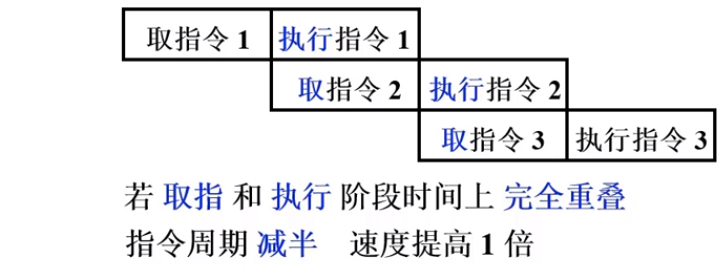 取指令 1 执行指令 1
取指令 2 执行指令 2
取指令 3 执行指令 3
若 取指 和 执行 阶段时间上 完全重叠
指令周期 减半 速度提高 1 倍